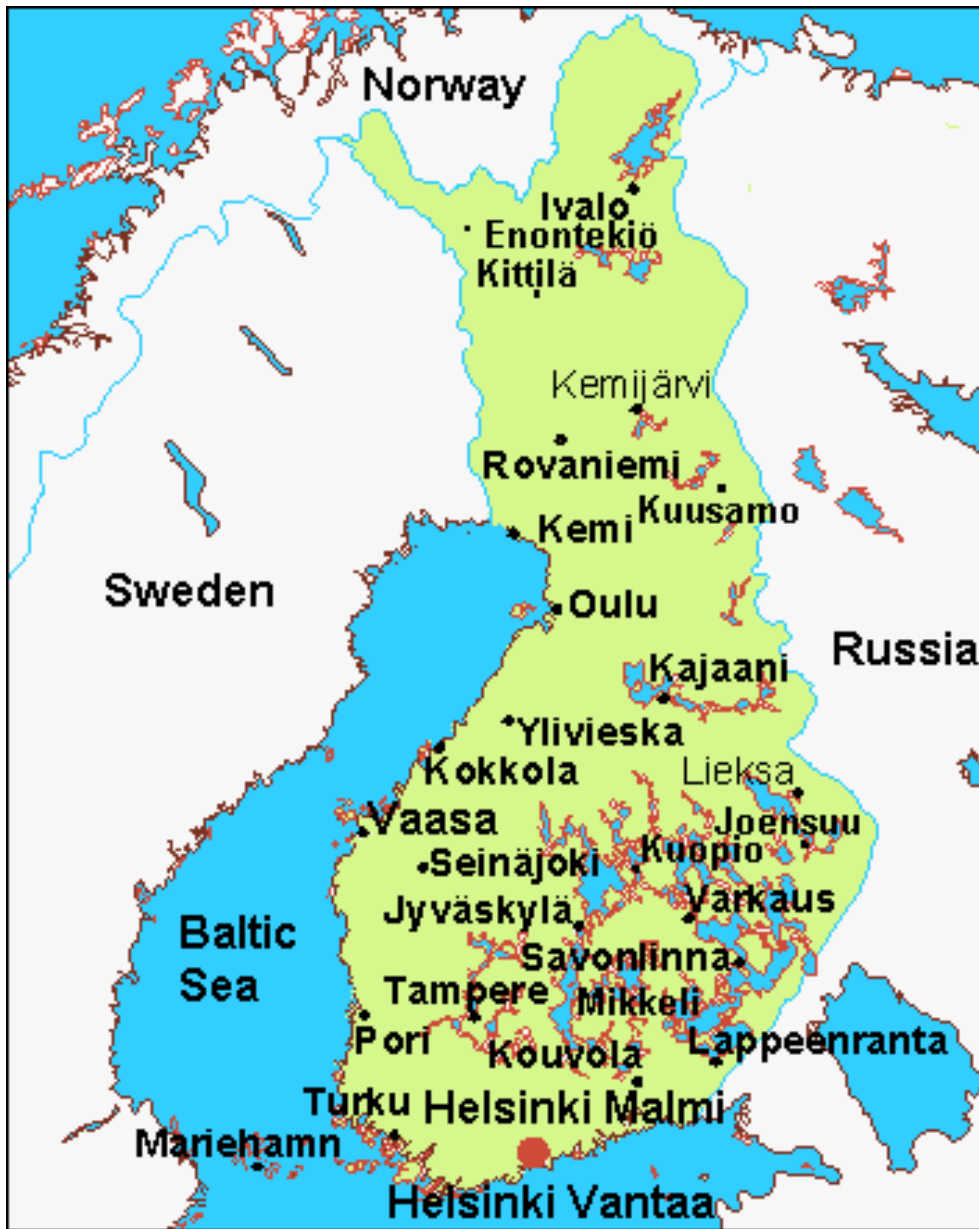 Norway
Ivalo
Enontekiö
Kittilä
Kemijärvi
Rovaniemi
Kuusamo
Kemi
Sweden
Oulu
Russia
Kajaani
Ylivieska
Kokkola
Lieksa
Vaasa
Joensuu
Kuopio
Seinäjoki
Varkaus
Jyväskylä
Baltic
Sea
Savonlinna
Tampere
Mikkeli
Pori
Kouvola
Lappeenranta
Turku
Helsinki Malmi
Mariehamn
Helsinki Vantaa